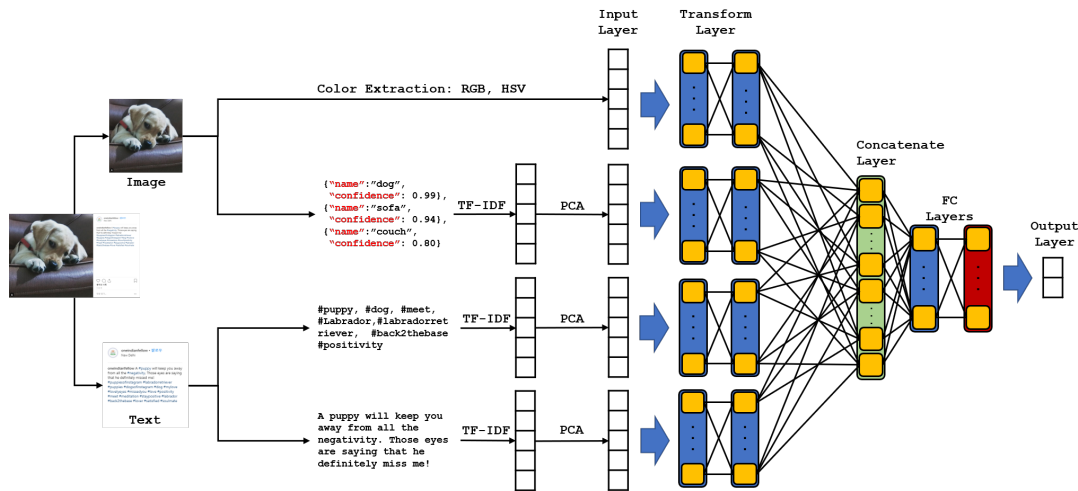 Input
Layer
Transform
Layer
Color Extraction: RGB, HSV
Image
Concatenate
Layer
{“name”:”dog”,
“confidence”: 0.99},
{“name”:”sofa”,
“confidence”: 0.94},
{“name”:”couch”,
“confidence”: 0.80}
TF-IDF
PCA
FC
Layers
Output
Layer
#puppy, #dog, #meet,
#Labrador,#labradorret
riever, #back2thebase
#positivity
TF-IDF
PCA
Text
A puppy will keep you
away from all the
negativity. Those eyes
are saying that he
definitely miss me!
TF-IDF
PCA